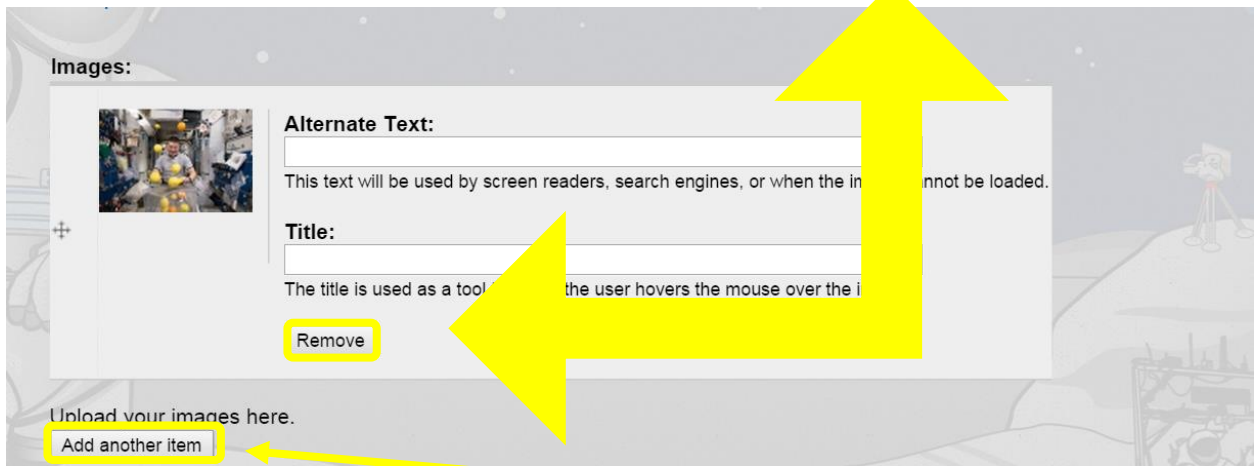 Images:
Alternate Text:
This text will be used by screen readers, search engines, or when the be loaded.
Title:
The title is used as a tool the user hovers the mouse over the
Remove
Upload your images here.
Add another item